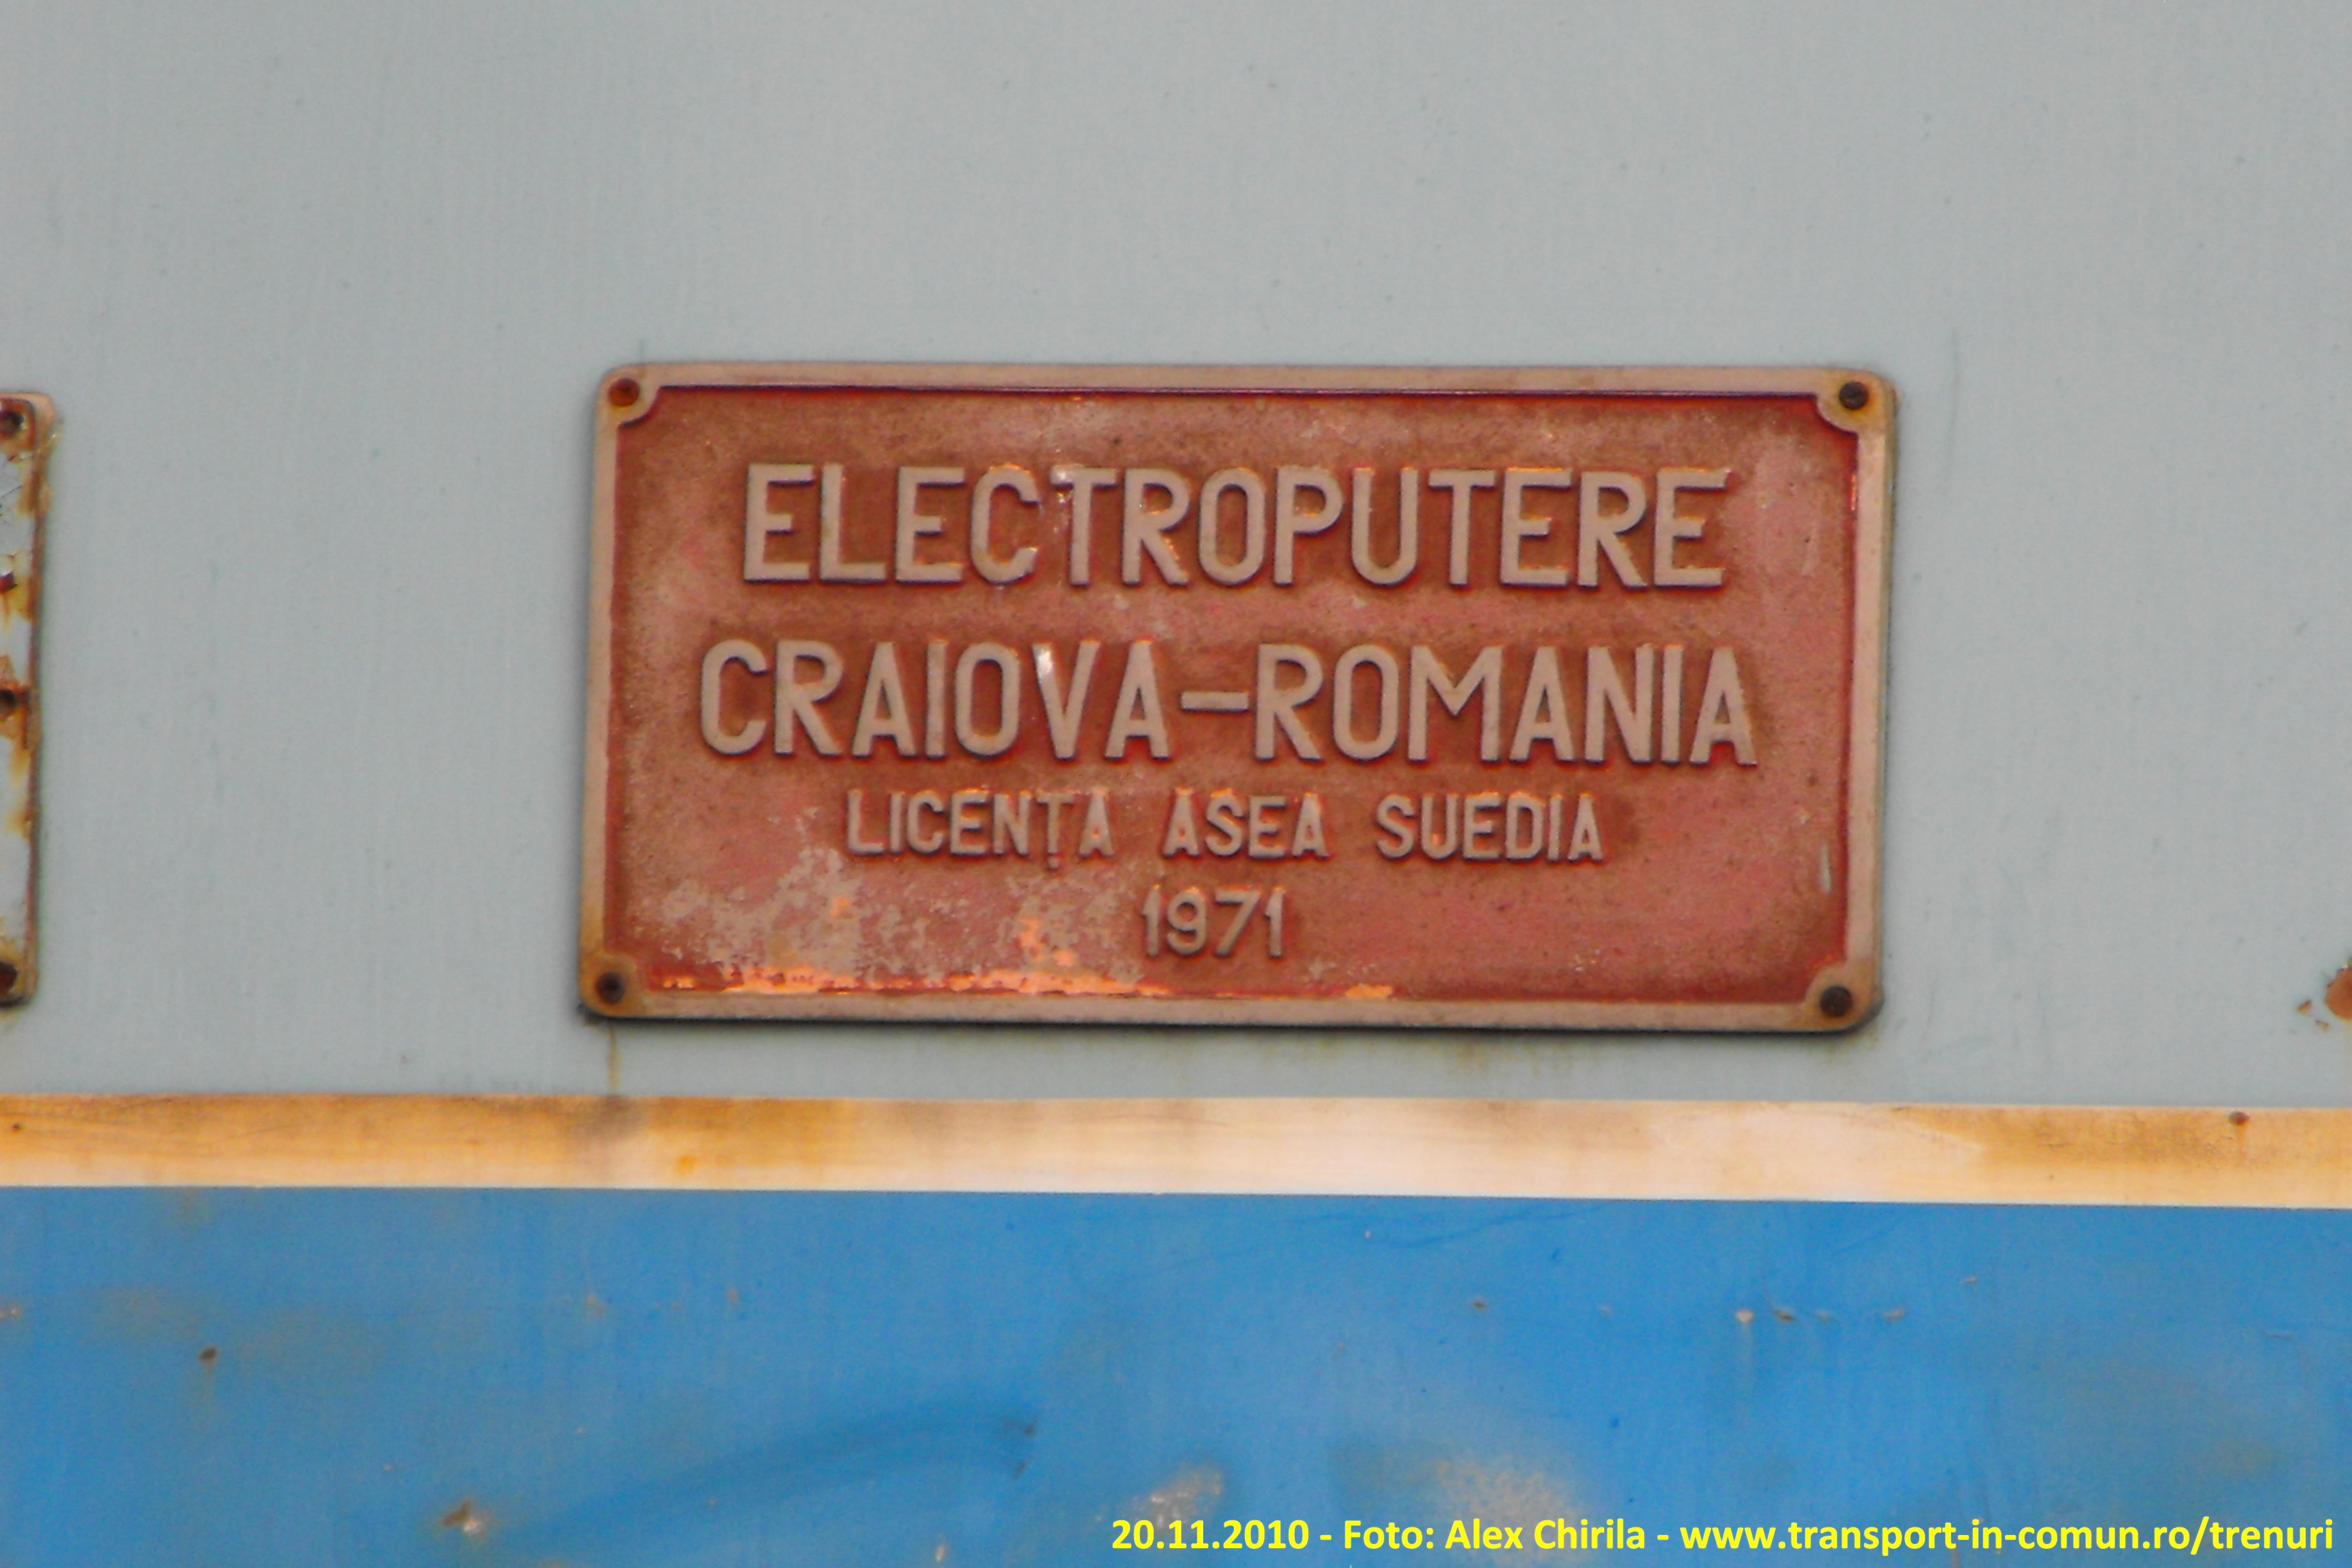 ELECTROPUTERE
CRAIOVA-ROMANIA
LICENȚA ASEA SUEDIA
1971
20.11.2010 - Foto: Alex Chirila - www.transport-in-comun.ro/trenuri